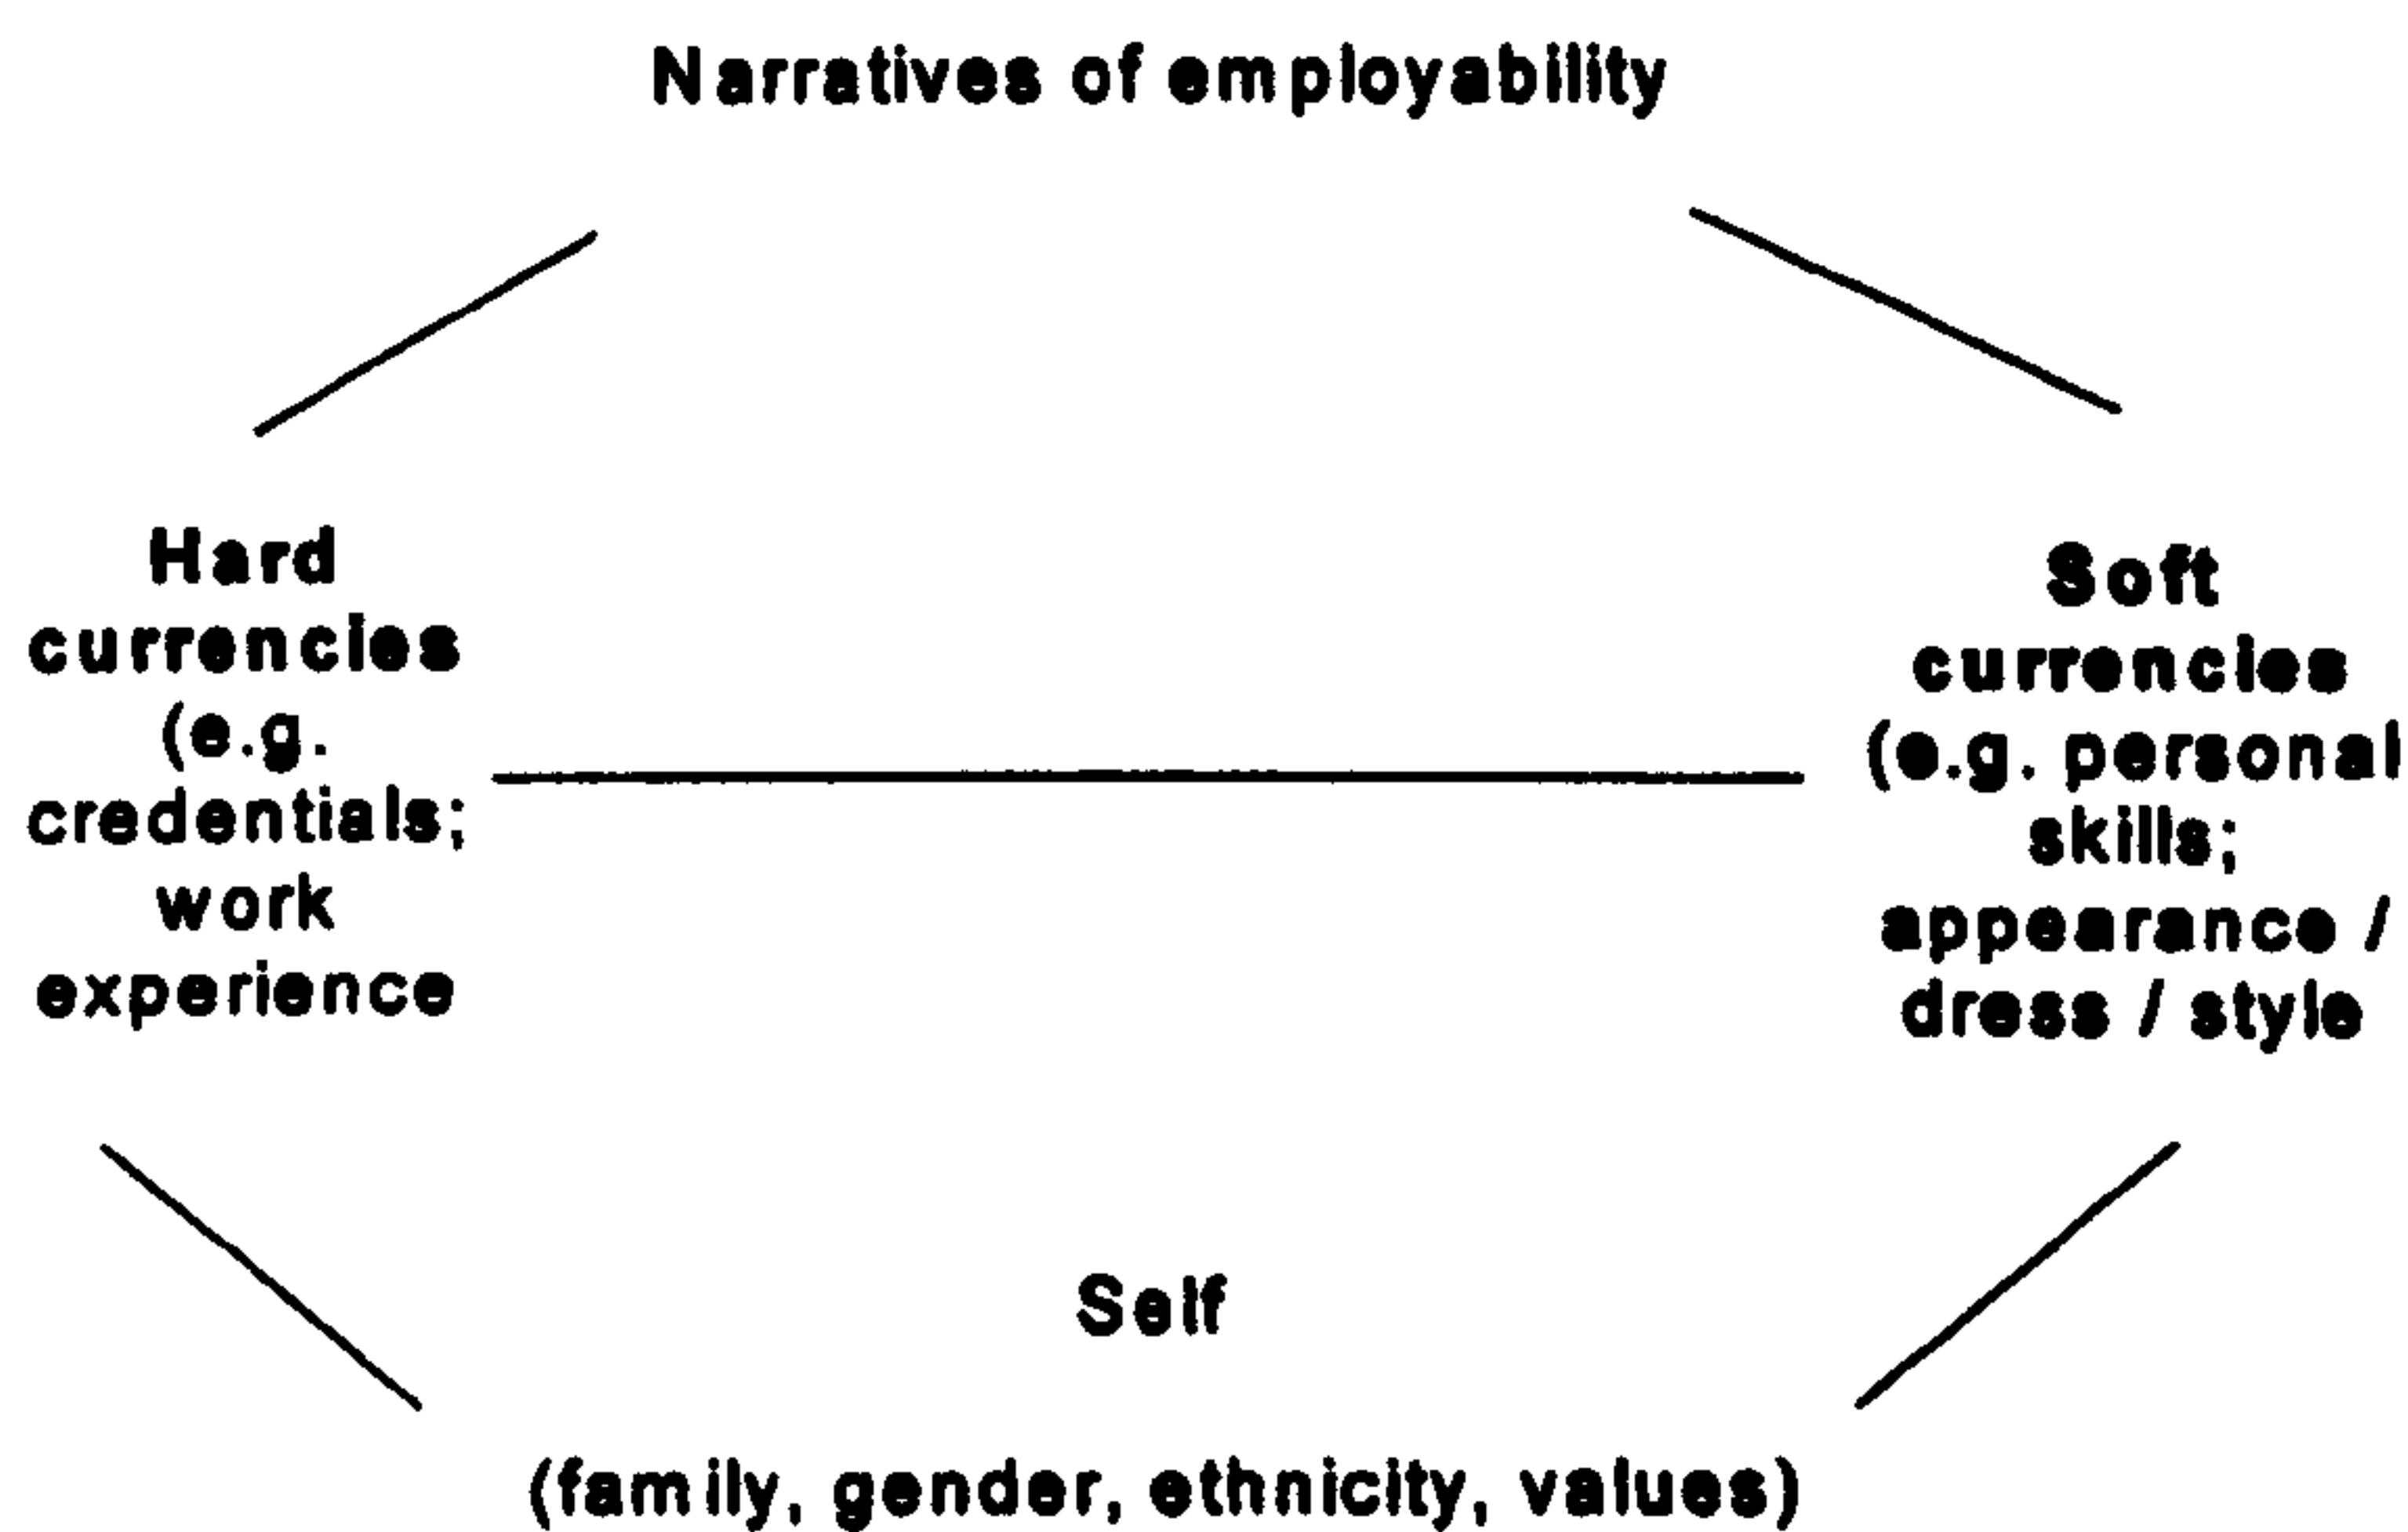 Narratives of employability
Hard
currencies
(e.g.
credentials;
work
experience
Soft
currencies
(e.g. personal
skills;
appearance /
dress / style
Self
(family, gender, ethnicity, values)